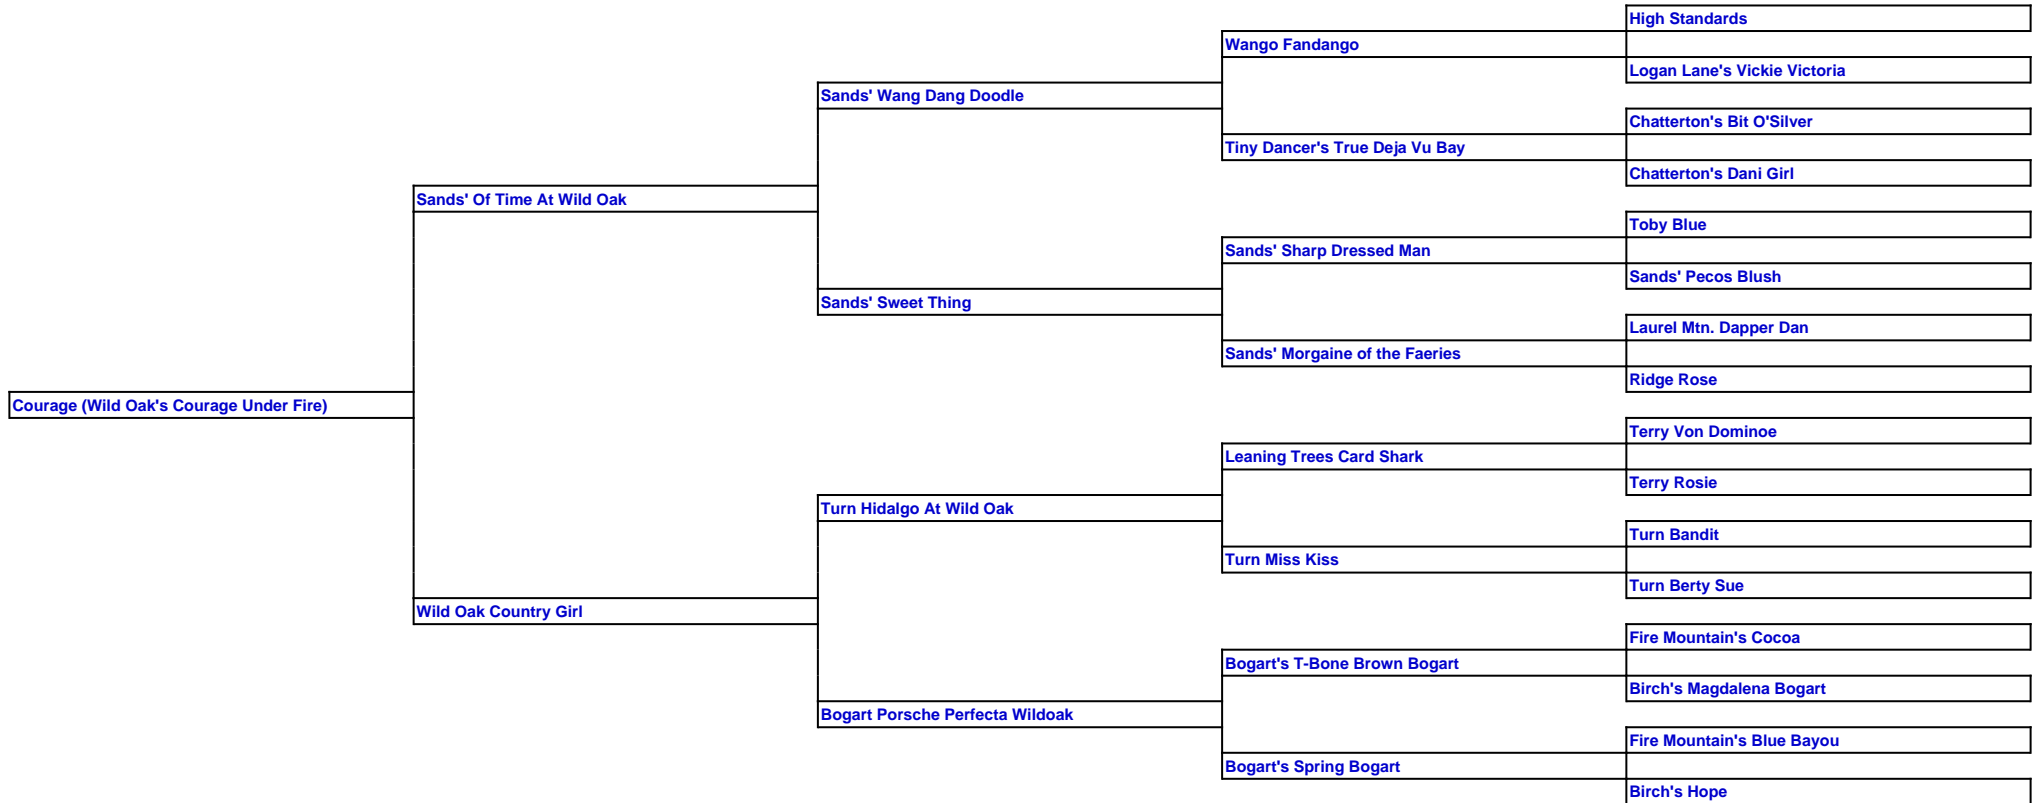 High Standards
Wango Fandango
Logan Lane's Vickie Victoria
Sands' Wang Dang Doodle
Chatterton's Bit O'Silver
Tiny Dancer's True Deja Vu Bay
Chatterton's Dani Girl
Sands' Of Time At Wild Oak
Toby Blue
Sands' Sharp Dressed Man
Sands' Pecos Blush
Sands' Sweet Thing
Laurel Mtn. Dapper Dan
Sands' Morgaine of the Faeries
Ridge Rose
Courage (Wild Oak's Courage Under Fire)
Terry Von Dominoe
Leaning Trees Card Shark
Terry Rosie
Turn Hidalgo At Wild Oak
Turn Bandit
Turn Miss Kiss
Turn Berty Sue
Wild Oak Country Girl
Fire Mountain's Cocoa
Bogart's T-Bone Brown Bogart
Birch's Magdalena Bogart
Bogart Porsche Perfecta Wildoak
Fire Mountain's Blue Bayou
Bogart's Spring Bogart
Birch's Hope